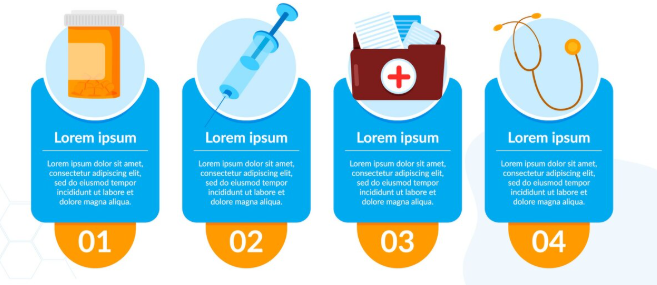 Lorem ipsum
Lorem ipsum dolor sit amet,
consectetur adipiscing elit,
sed do eiusmod tempor
incididunt ut labore et
dolore magna aliqua.
01
Lorem ipsum
Lorem ipsum dolor sit amet,
consectetur adipiscing elit,
sed do eiusmod tempor
incididunt ut labore et
dolore magna aliqua.
02
Lorem ipsum
Lorem ipsum dolor sit amet,
consectetur adipiscing elit,
sed do eiusmod tempor
incididunt ut labore et
dolore magna aliqua.
03
Lorem ipsum
Lorem ipsum dolor sit amet,
consectetur adipiscing elit,
sed do eiusmod tempor
incididunt ut labore et
dolore magna aliqua.
04